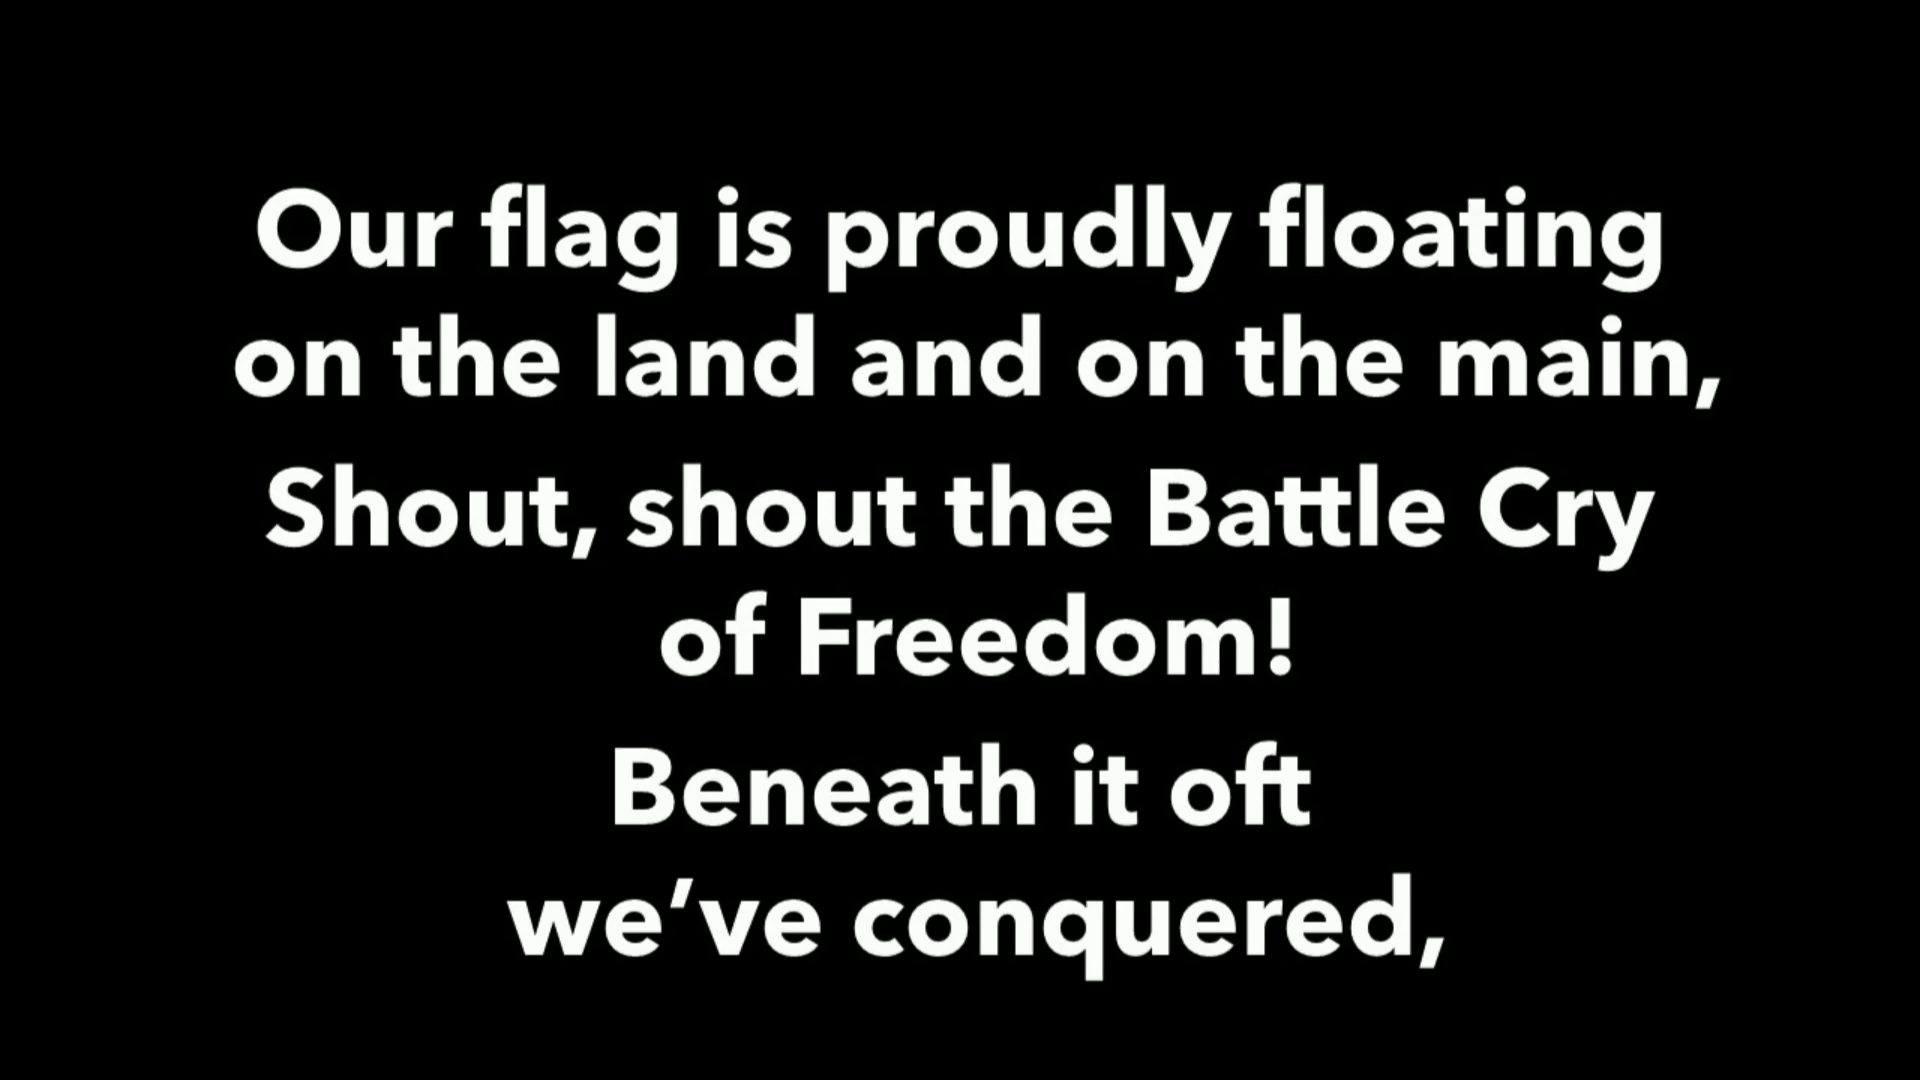 Our flag is proudly floating
on the land and on the main,
Shout, shout the Battle Cry
of Freedom!
Beneath it oft
we’ve conquered,